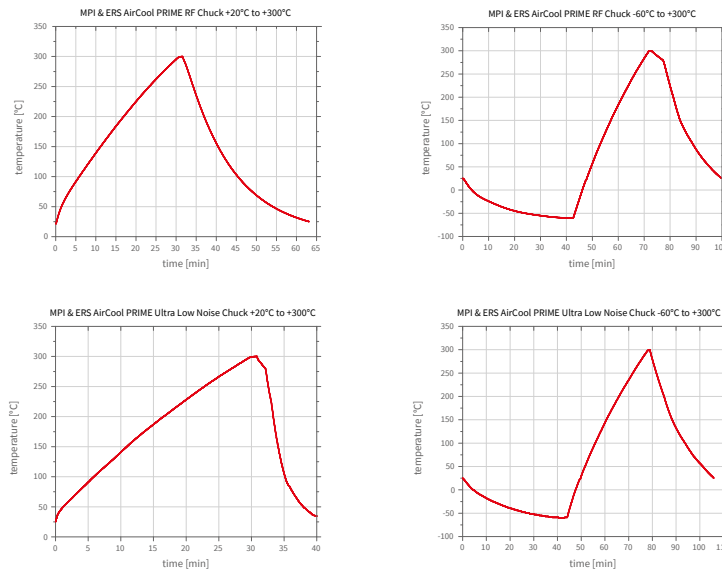 MPI & ERS AirCool PRIME RF Chuck +20°C to +300°C
350
300
250
200
150
100
50
0
temperature [°C]
0 5 10 15 20 25 30 35 40 45 50 55 60 65
time [min]
MPI & ERS AirCool PRIME RF Chuck -60°C to +300°C
350
300
250
200
150
100
50
0
-50
-100
temperature [°C]
0 10 20 30 40 50 60 70 80 90
time [min]
MPI & ERS AirCool PRIME Ultra Low Noise Chuck +20°C to +300°C
350
300
250
200
150
100
50
0
temperature [°C]
0 5 10 15 20 25 30 35 40
time [min]
MPI & ERS AirCool PRIME Ultra Low Noise Chuck -60°C to +300°C
350
300
250
200
150
100
50
0
-50
-100
temperature [°C]
0 10 20 30 40 50 60 70 80 90 100
time [min]